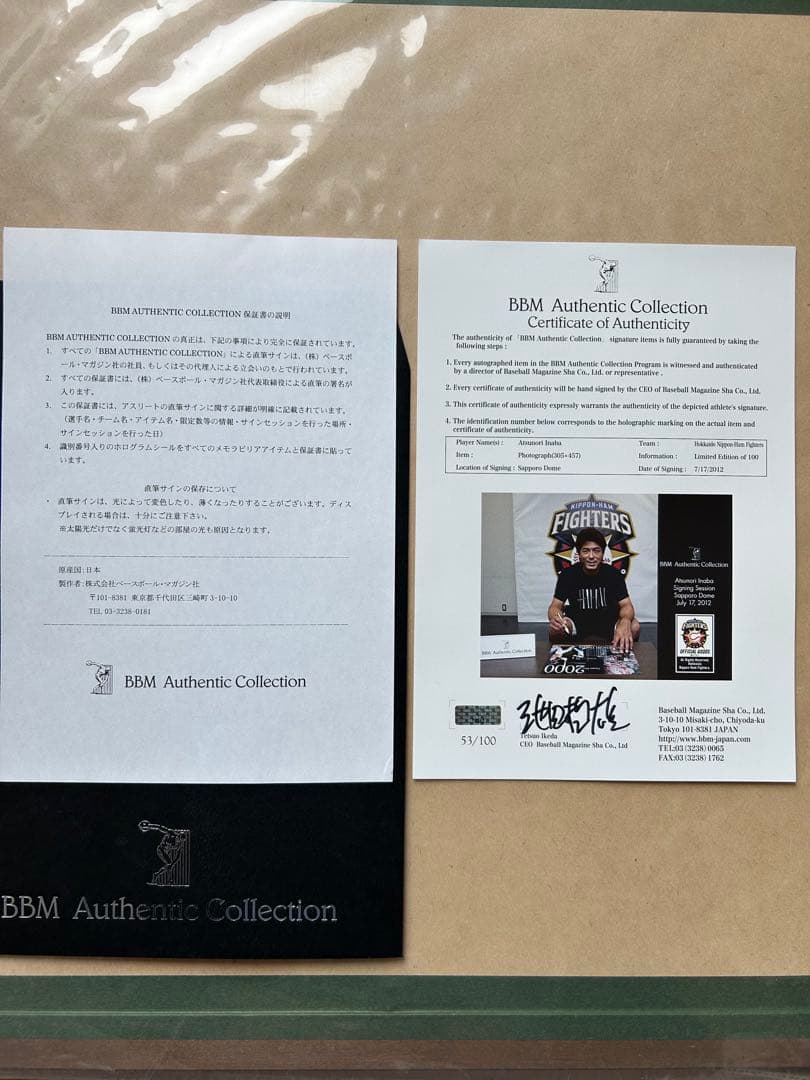 BBM AUTHENTIC COLLECTION 保証書の説明
BBM AUTHENTIC COLLECTION の真正は、下記の事項により完全に保証されています。
1. すべての「BBM AUTHENTIC COLLECTION」による直筆サインは、(株) ベースボ
ール・マガジン社の社員、もしくはその代理人による立会いのもとで行われています。
2. すべての保証書には、(株) ベースボール・マガジン社代表取締役による直筆の署名が
入ります。
3. この保証書には、アスリートの直筆サインに関する詳細が明確に記載されています。
(選手名・チーム名・アイテム名・限定数等の情報・サインセッションを行った場所・
サインセッションを行った日)
4. 識別番号入りのホログラムシールをすべてのメモラビリアアイテムと保証書に貼って
います。
直筆サインの保存について
・ 直筆サインは、光によって変色したり、薄くなったりすることがございます。ディス
プレイされる場合は、十分にご注意下さい。
※太陽光だけでなく蛍光灯などの部屋の光も原因となります。
原産国:日本
製作者:株式会社ベースボール・マガジン社
〒101-8381 東京都千代田区三崎町 3-10-10
TEL 03-3238-0181
BBM Authentic Collection
BBM Authentic Collection
BBM Authentic Collection
Certificate of Authenticity
The authenticity of 「BBM Authentic Collection」 signature items is fully guaranteed by taking the
following steps :
1. Every autographed item in the BBM Authentic Collection Program is witnessed and authenticated
by a director of Baseball Magazine Sha Co., Ltd. or representative .
2. Every certificate of authenticity will be hand signed by the CEO of Baseball Magazine Sha Co., Ltd.
3. This certificate expressly warrants the authenticity of the depicted athlete's signature.
4. The identification number below corresponds to the holographic marking on the actual item and
certificate of authenticity.
Player Name(s) : Atsunori Inaba Team : Hokkaido Nippon-Ham Fighters
Item : Photograph(305×457) Information : Limited Edition of 100
Location of Signing : Sapporo Dome Date of Signing : 7/17/2012
NIPPON-HAM
FIGHTERS
BBM Authentic Collection
2000
BBM Authentic Collection
Atsunori Inaba
Signing Session
Sapporo Dome
July 17, 2012
FIGHTERS
OFFICIAL GOODS
All Rights Reserved
Hokkaido
Nippon-Ham Fighters
53/100
Tetsuo Ikeda
CEO Baseball Magazine Sha Co., Ltd
Baseball Magazine Sha Co., Ltd.
3-10-10 Misaki-cho, Chiyoda-ku
Tokyo 101-8381 JAPAN
http://www.bbm-japan.com
TEL:03 (3238) 0065
FAX:03 (3238) 1762